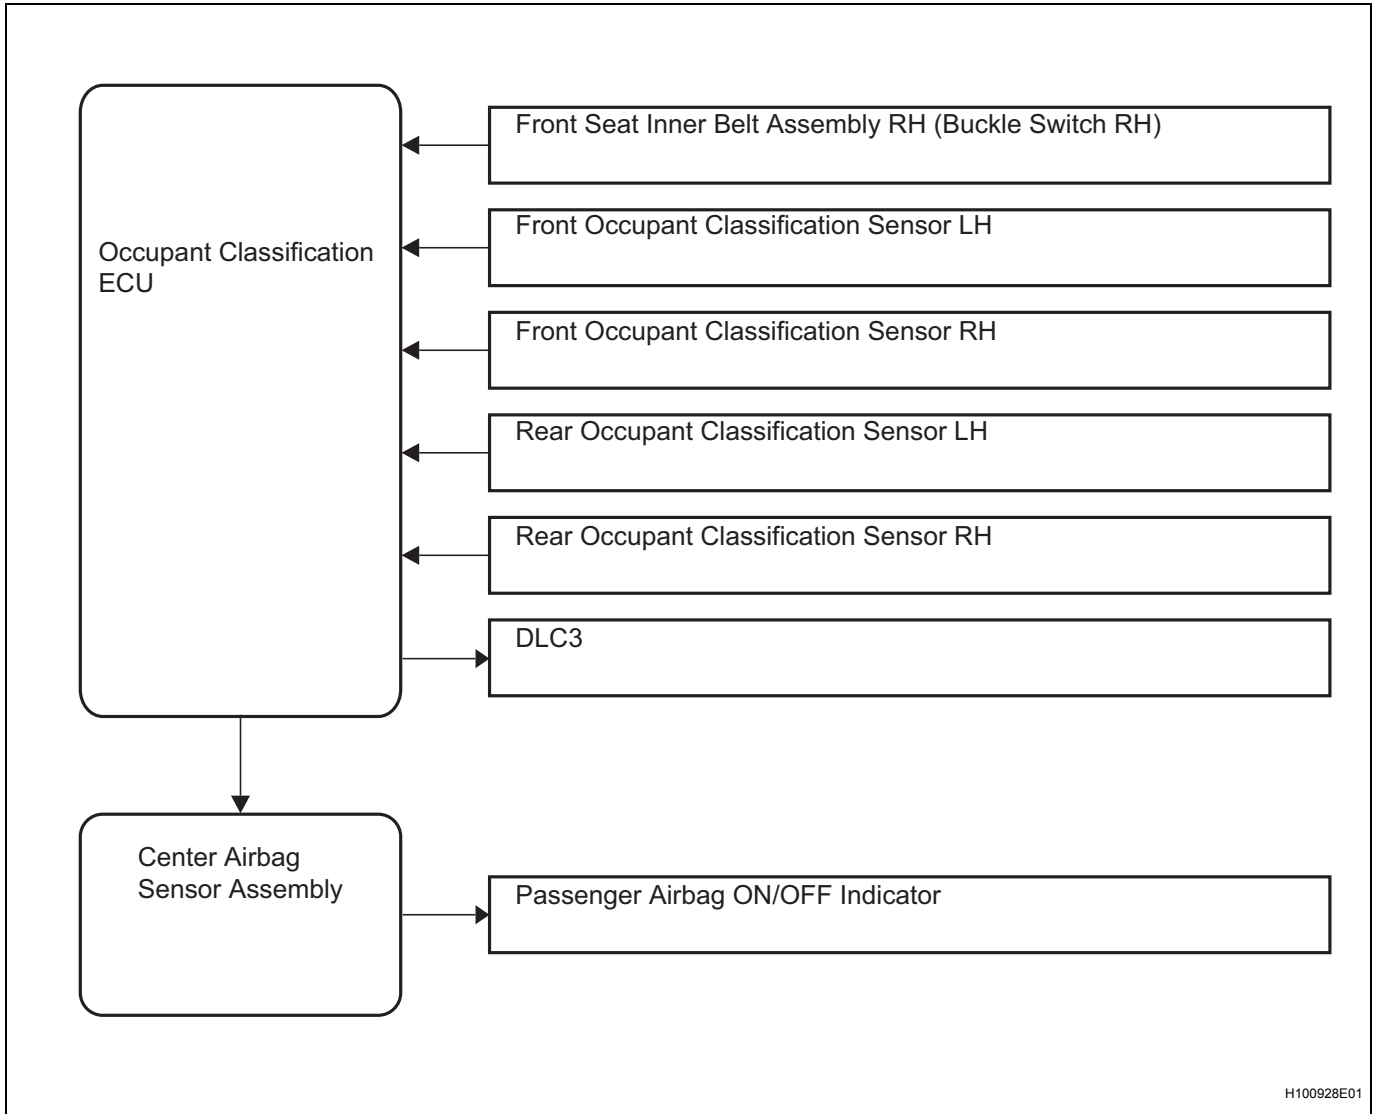 Front Seat Inner Belt Assembly RH (Buckle Switch RH)
Occupant Classification
ECU
Front Occupant Classification Sensor LH
Front Occupant Classification Sensor RH
Rear Occupant Classification Sensor LH
Rear Occupant Classification Sensor RH
DLC3
Center Airbag
Sensor Assembly
Passenger Airbag ON/OFF Indicator
H100928E01